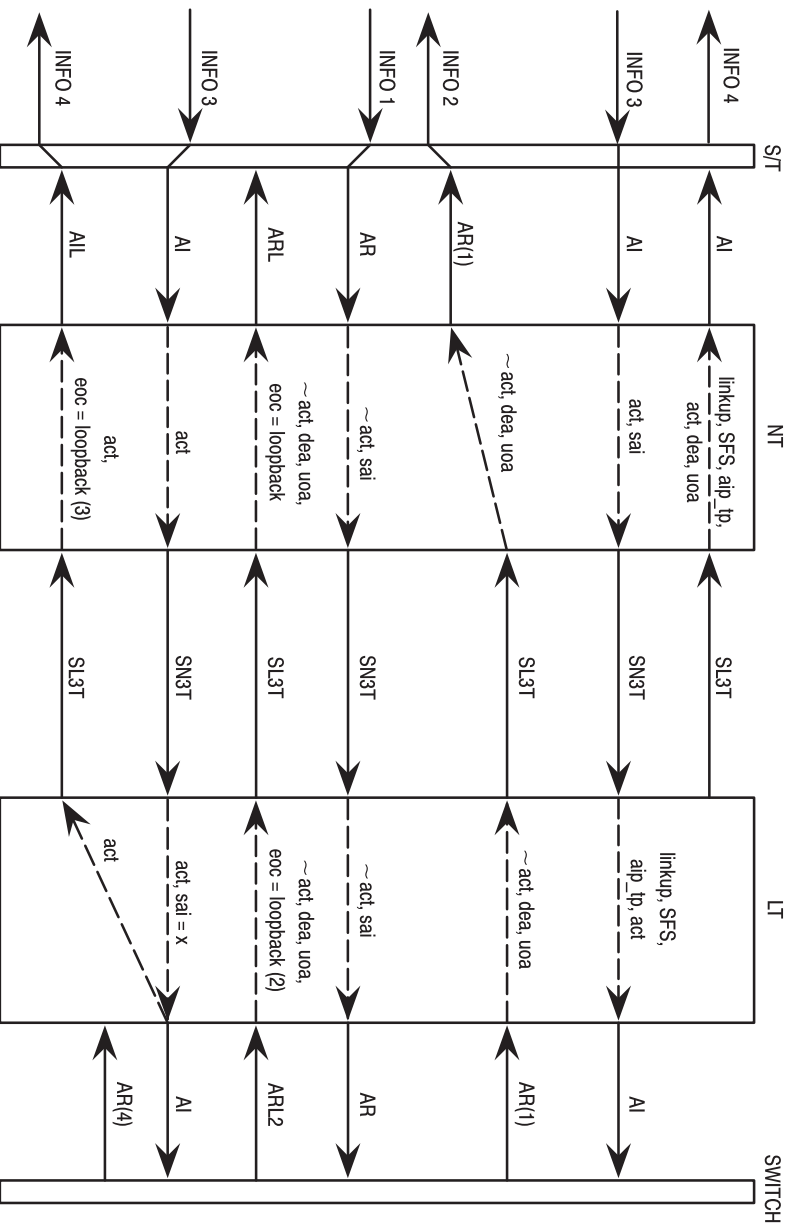 S/T
NT
LT
SWITCH
INFO 4
AI
linkup, SFS, aip_tp,
act, dea, uoa
SL3T
INFO 3
AI
act, sai
SN3T
linkup, SFS,
aip_tp, act
AI
INFO 2
AR(1)
~ act, dea, uoa
SL3T
~ act, dea, uoa
AR(1)
INFO 1
AR
~ act, sai
SN3T
~ act, sai
AR
ARL
~ act, dea, uoa,
eoc = loopback
SL3T
~ act, dea, uoa,
eoc = loopback (2)
ARL2
INFO 3
AI
act
SN3T
act, sai = x
AI
AR(4)
INFO 4
AIL
act,
eoc = loopback (3)
SL3T
act